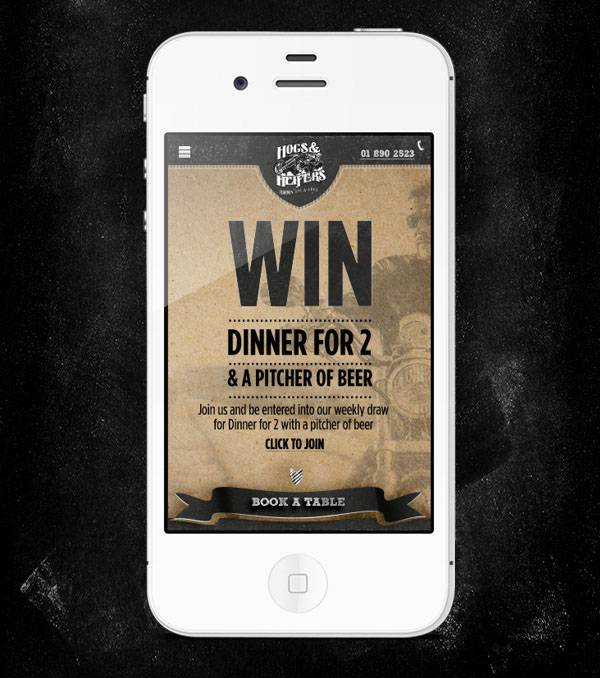 HOGS &
HEIFERS
01 890 2523
WIN
DINNER FOR 2
& A PITCHER OF BEER
Join us and be entered into our weekly draw
for Dinner for 2 with a pitcher of beer
CLICK TO JOIN
BOOK A TABLE